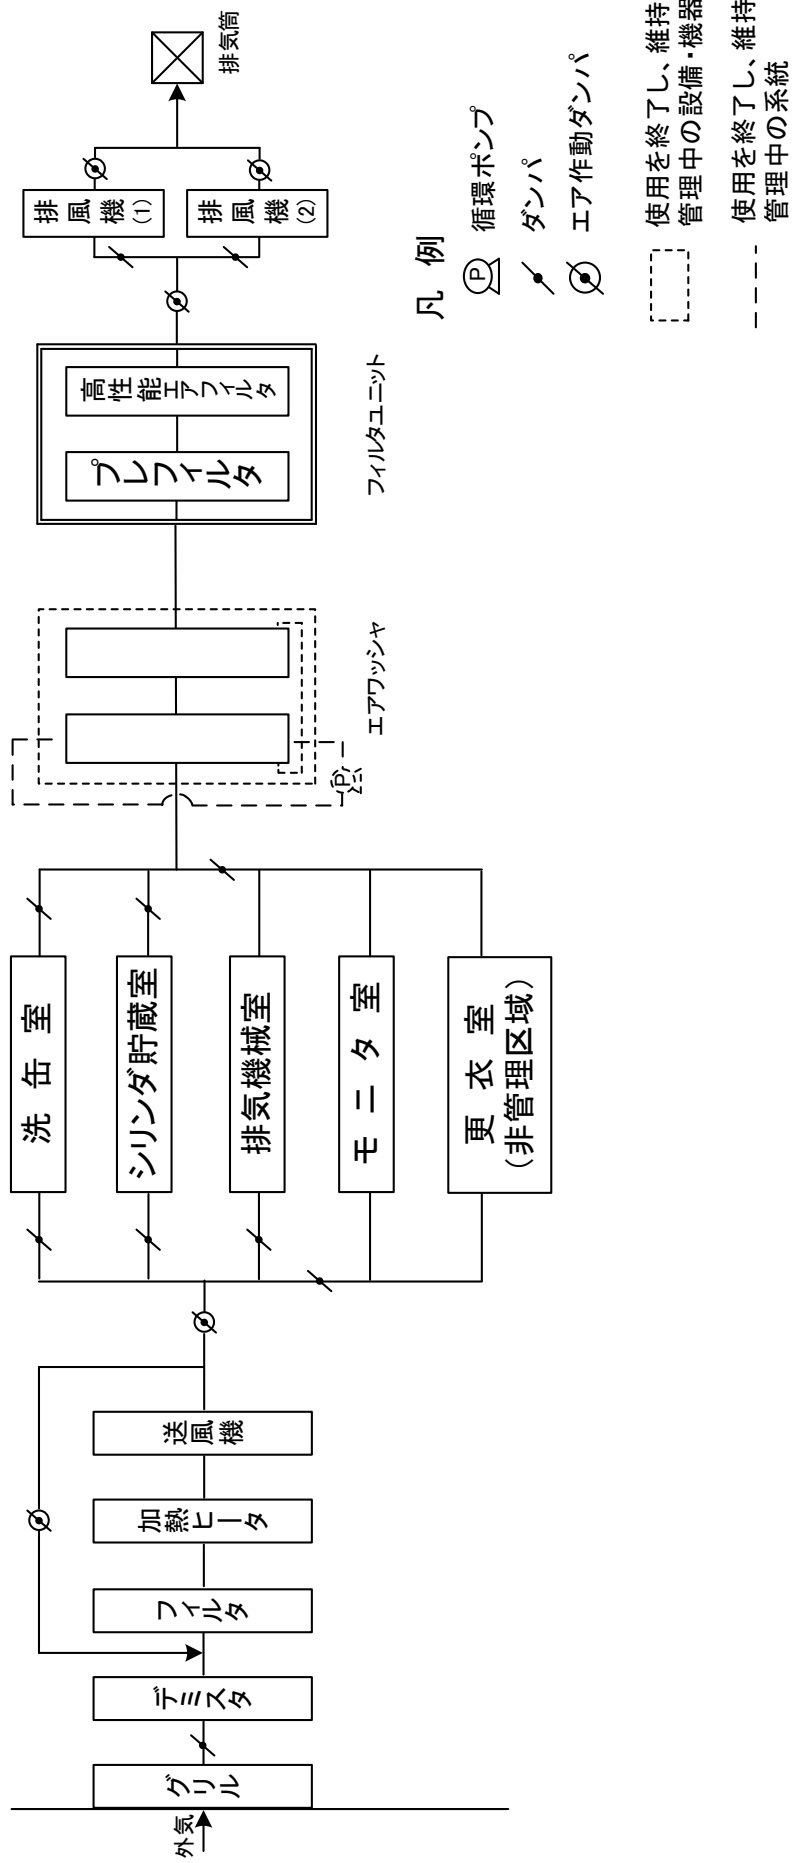 外気
グリル
デミスタ
フィルタ
加熱ヒータ
送風機
洗缶室
シリンダ貯蔵室
排気機械室
モニタ室
更衣室
(非管理区域)
P
エアワッシャ
プレフィルタ
高性能エアフィルタ
フィルタユニット
排風機(1)
排風機(2)
排気筒
凡例
P
循環ポンプ
ダンパ
エア作動ダンパ
使用を終了し、維持
管理中の設備・機器
使用を終了し、維持
管理中の系統